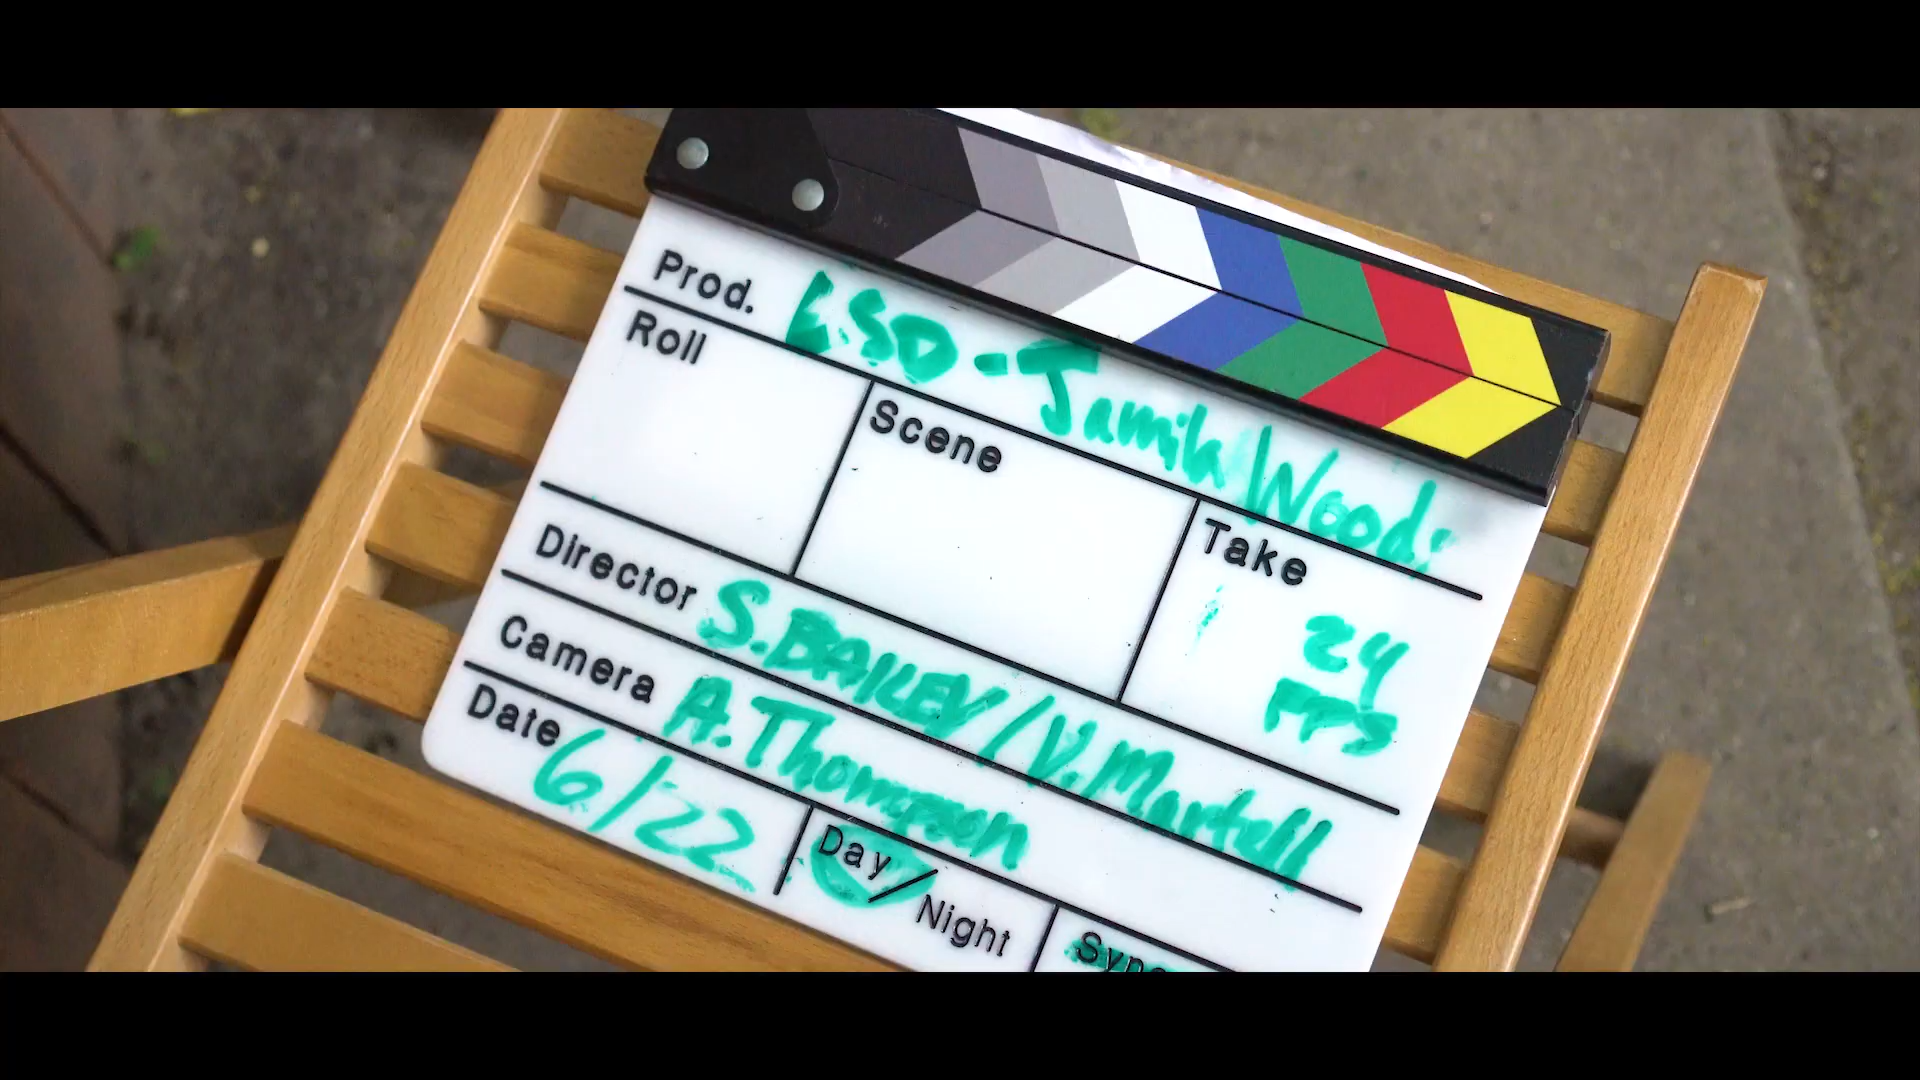 Prod. LSD - Jamila Woods
Roll
Scene
Take
24
FPS
Director S. BAILEY / V. Martell
Camera A. Thompson
Date 6/22
Day/Night